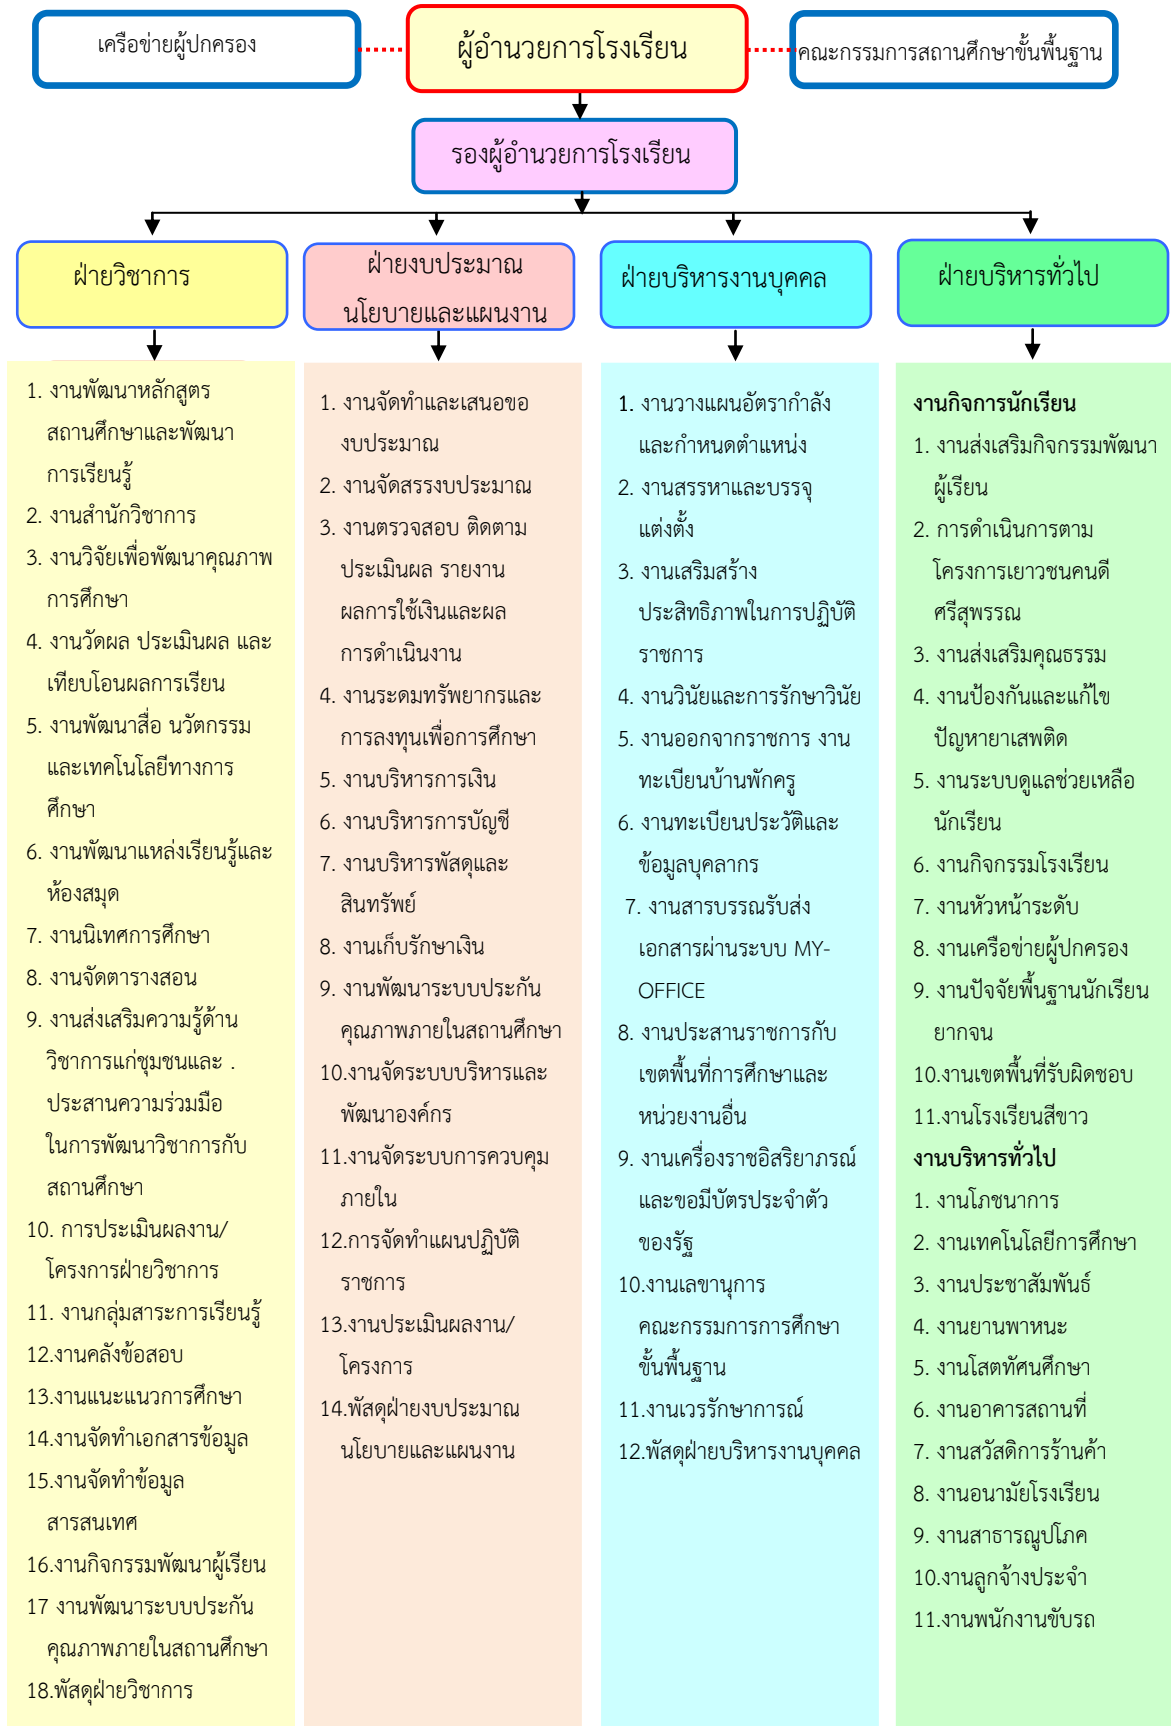 เครือข่ายผู้ปกครอง
ผู้อำนวยการโรงเรียน
คณะกรรมการสถานศึกษาขั้นพื้นฐาน
รองผู้อำนวยการโรงเรียน
ฝ่ายวิชาการ
ฝ่ายงบประมาณ
นโยบายและแผนงาน
ฝ่ายบริหารงานบุคคล
ฝ่ายบริหารทั่วไป
1. งานพัฒนาหลักสูตร
สถานศึกษาและพัฒนา
การเรียนรู้
2. งานสำนักวิชาการ
3. งานวิจัยเพื่อพัฒนาคุณภาพ
การศึกษา
4. งานวัดผล ประเมินผล และ
เทียบโอนผลการเรียน
5. งานพัฒนาสื่อ นวัตกรรม
และเทคโนโลยีทางการ
ศึกษา
6. งานพัฒนาแหล่งเรียนรู้และ
ห้องสมุด
7. งานนิเทศการศึกษา
8. งานจัดตารางสอน
9. งานส่งเสริมความรู้ด้าน
วิชาการแก่ชุมชนและ .
ประสานความร่วมมือ
ในการพัฒนาวิชาการกับ
สถานศึกษา
10. การประเมินผลงาน/
โครงการฝ่ายวิชาการ
11. งานกลุ่มสาระการเรียนรู้
12.งานคลังข้อสอบ
13.งานแนะแนวการศึกษา
14.งานจัดทำเอกสารข้อมูล
15.งานจัดทำข้อมูล
สารสนเทศ
16.งานกิจกรรมพัฒนาผู้เรียน
17 งานพัฒนาระบบประกัน
คุณภาพภายในสถานศึกษา
18.พัสดุฝ่ายวิชาการ
1. งานจัดทำและเสนอขอ
งบประมาณ
2. งานจัดสรรงบประมาณ
3. งานตรวจสอบ ติดตาม
ประเมินผล รายงาน
ผลการใช้เงินและผล
การดำเนินงาน
4. งานระดมทรัพยากรและ
การลงทุนเพื่อการศึกษา
5. งานบริหารการเงิน
6. งานบริหารการบัญชี
7. งานบริหารพัสดุและ
สินทรัพย์
8. งานเก็บรักษาเงิน
9. งานพัฒนาระบบประกัน
คุณภาพภายในสถานศึกษา
10.งานจัดระบบบริหารและ
พัฒนาองค์กร
11.งานจัดระบบการควบคุม
ภายใน
12.การจัดทำแผนปฏิบัติ
ราชการ
13.งานประเมินผลงาน/
โครงการ
14.พัสดุฝ่ายงบประมาณ
นโยบายและแผนงาน
1. งานวางแผนอัตรากำลัง
และกำหนดตำแหน่ง
2. งานสรรหาและบรรจุ
แต่งตั้ง
3. งานเสริมสร้าง
ประสิทธิภาพในการปฏิบัติ
ราชการ
4. งานวินัยและการรักษาวินัย
5. งานออกจากราชการ งาน
ทะเบียนบ้านพักครู
6. งานทะเบียนประวัติและ
ข้อมูลบุคลากร
7. งานสารบรรณรับส่ง
เอกสารผ่านระบบ MY-
OFFICE
8. งานประสานราชการกับ
เขตพื้นที่การศึกษาและ
หน่วยงานอื่น
9. งานเครื่องราชอิสริยาภรณ์
และขอมีบัตรประจำตัว
ของรัฐ
10.งานเลขานุการ
คณะกรรมการการศึกษา
ขั้นพื้นฐาน
11.งานเวรรักษาการณ์
12.พัสดุฝ่ายบริหารงานบุคคล
งานกิจการนักเรียน
1. งานส่งเสริมกิจกรรมพัฒนา
ผู้เรียน
2. การดำเนินการตาม
โครงการเยาวชนคนดี
ศรีสุพรรณ
3. งานส่งเสริมคุณธรรม
4. งานป้องกันและแก้ไข
ปัญหายาเสพติด
5. งานระบบดูแลช่วยเหลือ
นักเรียน
6. งานกิจกรรมโรงเรียน
7. งานหัวหน้าระดับ
8. งานเครือข่ายผู้ปกครอง
9. งานปัจจัยพื้นฐานนักเรียน
ยากจน
10.งานเขตพื้นที่รับผิดชอบ
11.งานโรงเรียนสีขาว
งานบริหารทั่วไป
1. งานโภชนาการ
2. งานเทคโนโลยีการศึกษา
3. งานประชาสัมพันธ์
4. งานยานพาหนะ
5. งานโสตทัศนศึกษา
6. งานอาคารสถานที่
7. งานสวัสดิการร้านค้า
8. งานอนามัยโรงเรียน
9. งานสาธารณูปโภค
10.งานลูกจ้างประจำ
11.งานพนักงานขับรถ